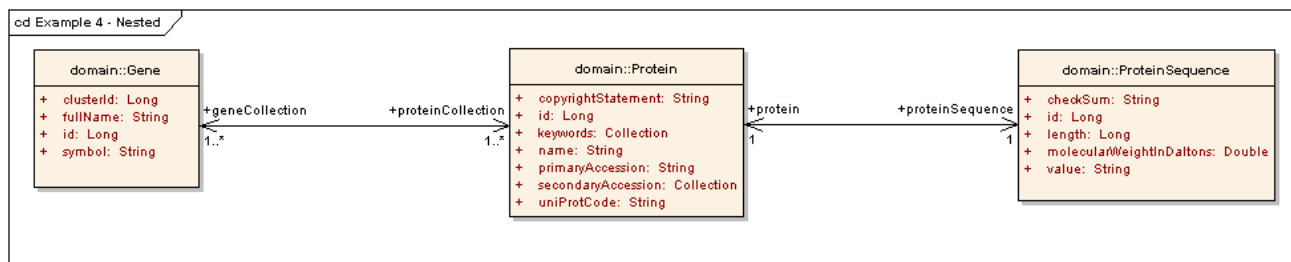 cd Example 4 - Nested
domain::Gene
+ clusterId: Long
+ fullName: String
+ id: Long
+ symbol: String
+geneCollection
1..*
+proteinCollection
1..*
domain::Protein
+ copyrightStatement: String
+ id: Long
+ keywords: Collection
+ name: String
+ primaryAccession: String
+ secondaryAccession: Collection
+ uniProtCode: String
+protein
1
+proteinSequence
1
domain::ProteinSequence
+ checkSum: String
+ id: Long
+ length: Long
+ molecularWeightInDaltons: Double
+ value: String